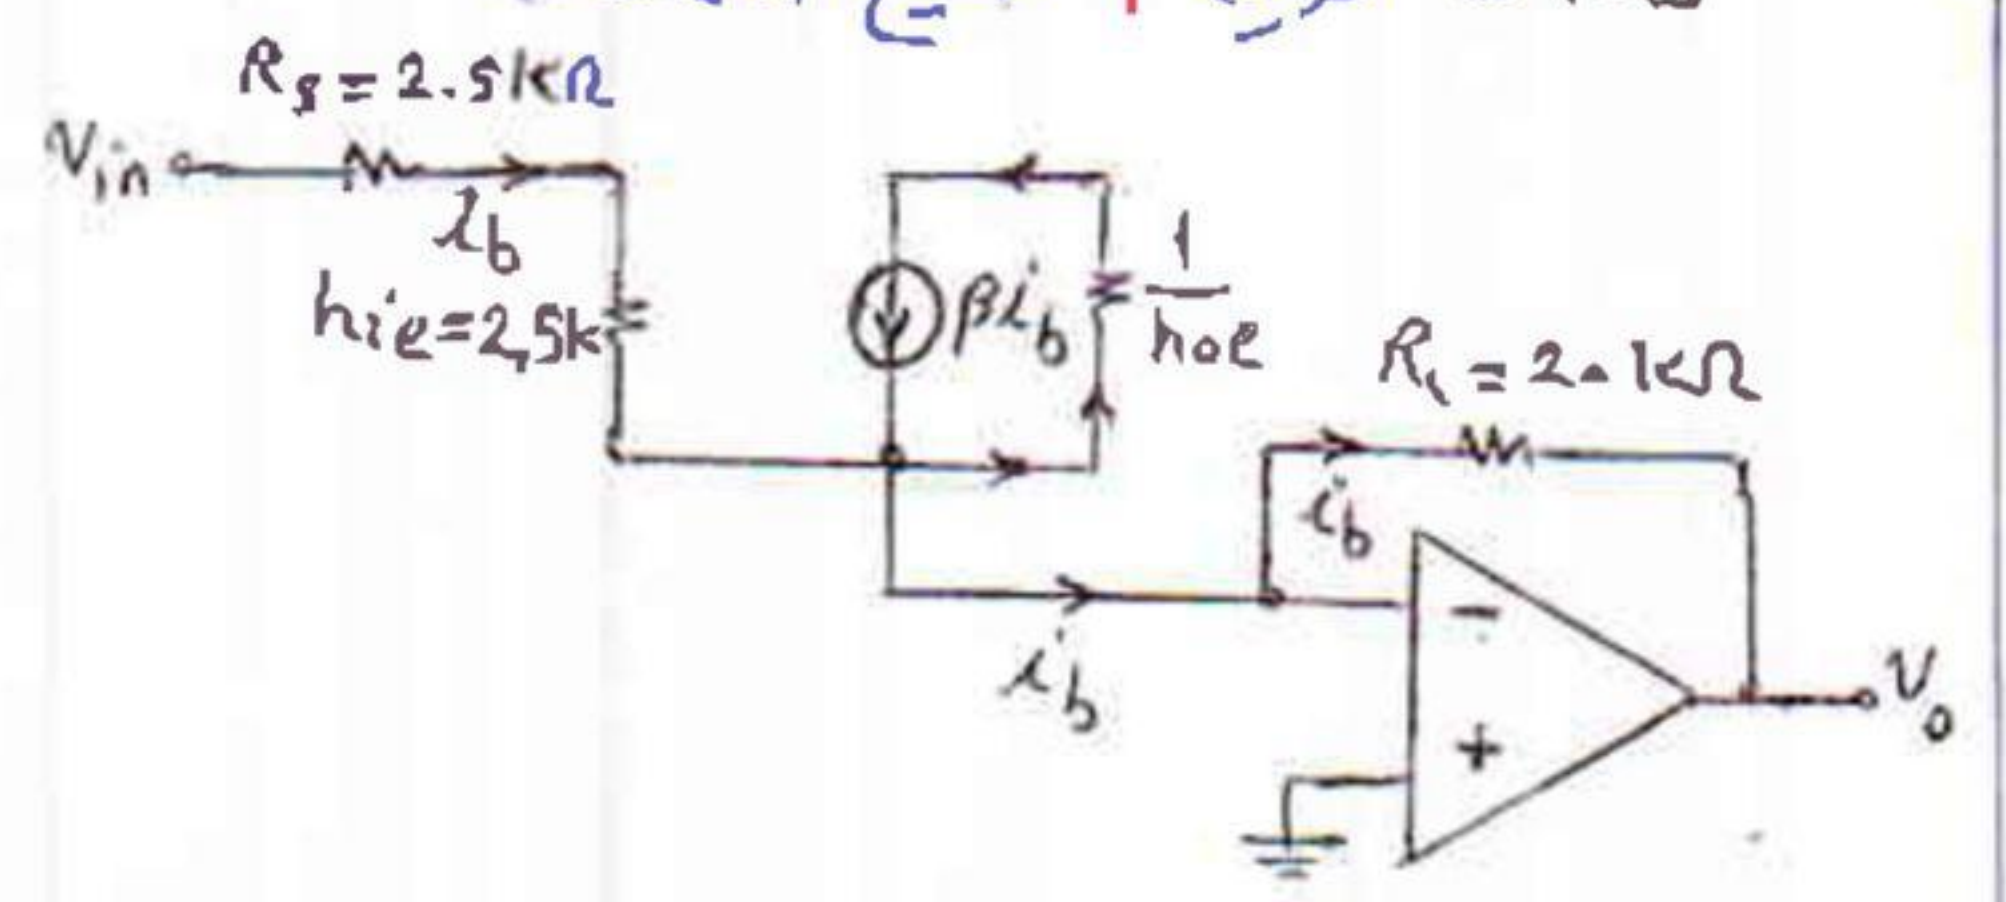 Rs = 2.5kΩ
Vin
ib
hie=2,5k
βib
1
hoe
R1 = 2.1kΩ
ib
ib
−
+
Vo